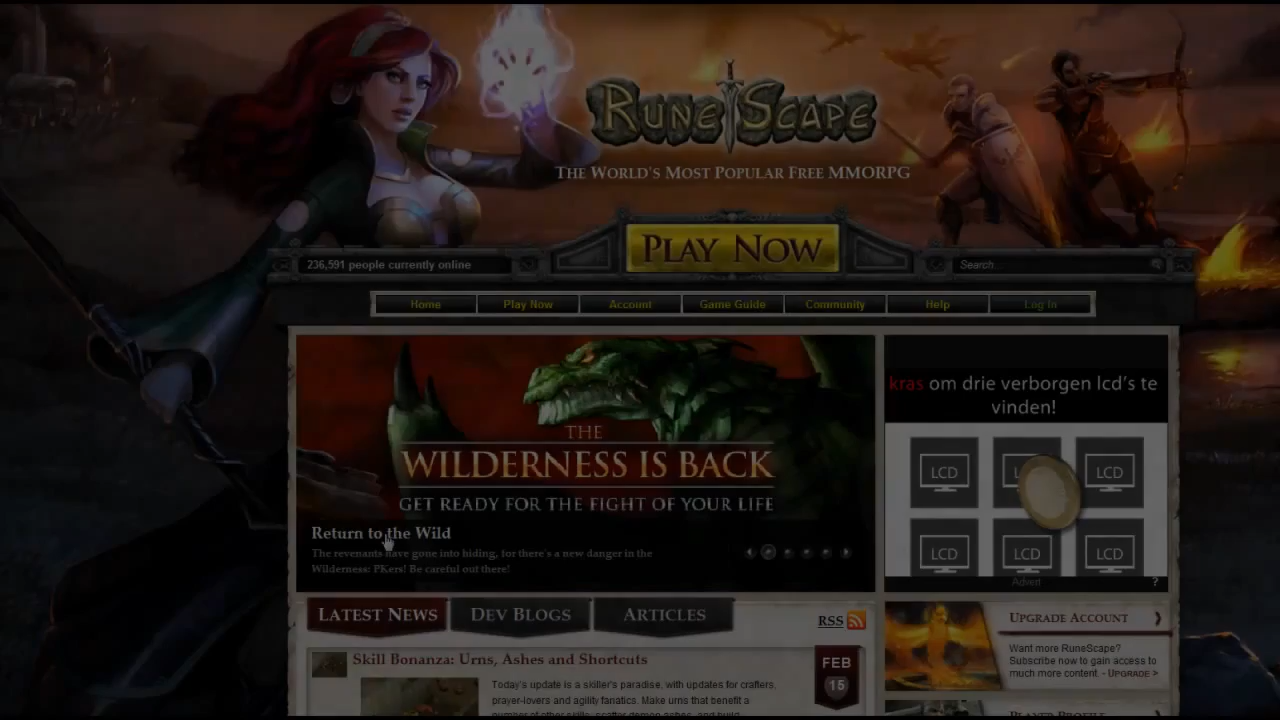 RUNESCAPE
THE WORLD'S MOST POPULAR FREE MMORPG
PLAY NOW
236,591 people currently online
Search...
Home
Play Now
Account
Game Guide
Community
Help
Log In
THE
WILDERNESS IS BACK
GET READY FOR THE FIGHT OF YOUR LIFE
Return to the Wild
The revenants have gone into hiding, for there's a new danger in the
Wilderness: PKers! Be careful out there!
kras om drie verborgen lcd's te
vinden!
LCD
LCD
LCD
LCD
LCD
Advert
?
LATEST NEWS
DEV BLOGS
ARTICLES
RSS
Skill Bonanza: Urns, Ashes and Shortcuts
FEB
15
Today's update is a skiller's paradise, with updates for crafters,
prayer-lovers and agility fanatics. Make urns that benefit a
UPGRADE ACCOUNT
Want more RuneScape?
Subscribe now to gain access to
much more content. - UPGRADE >